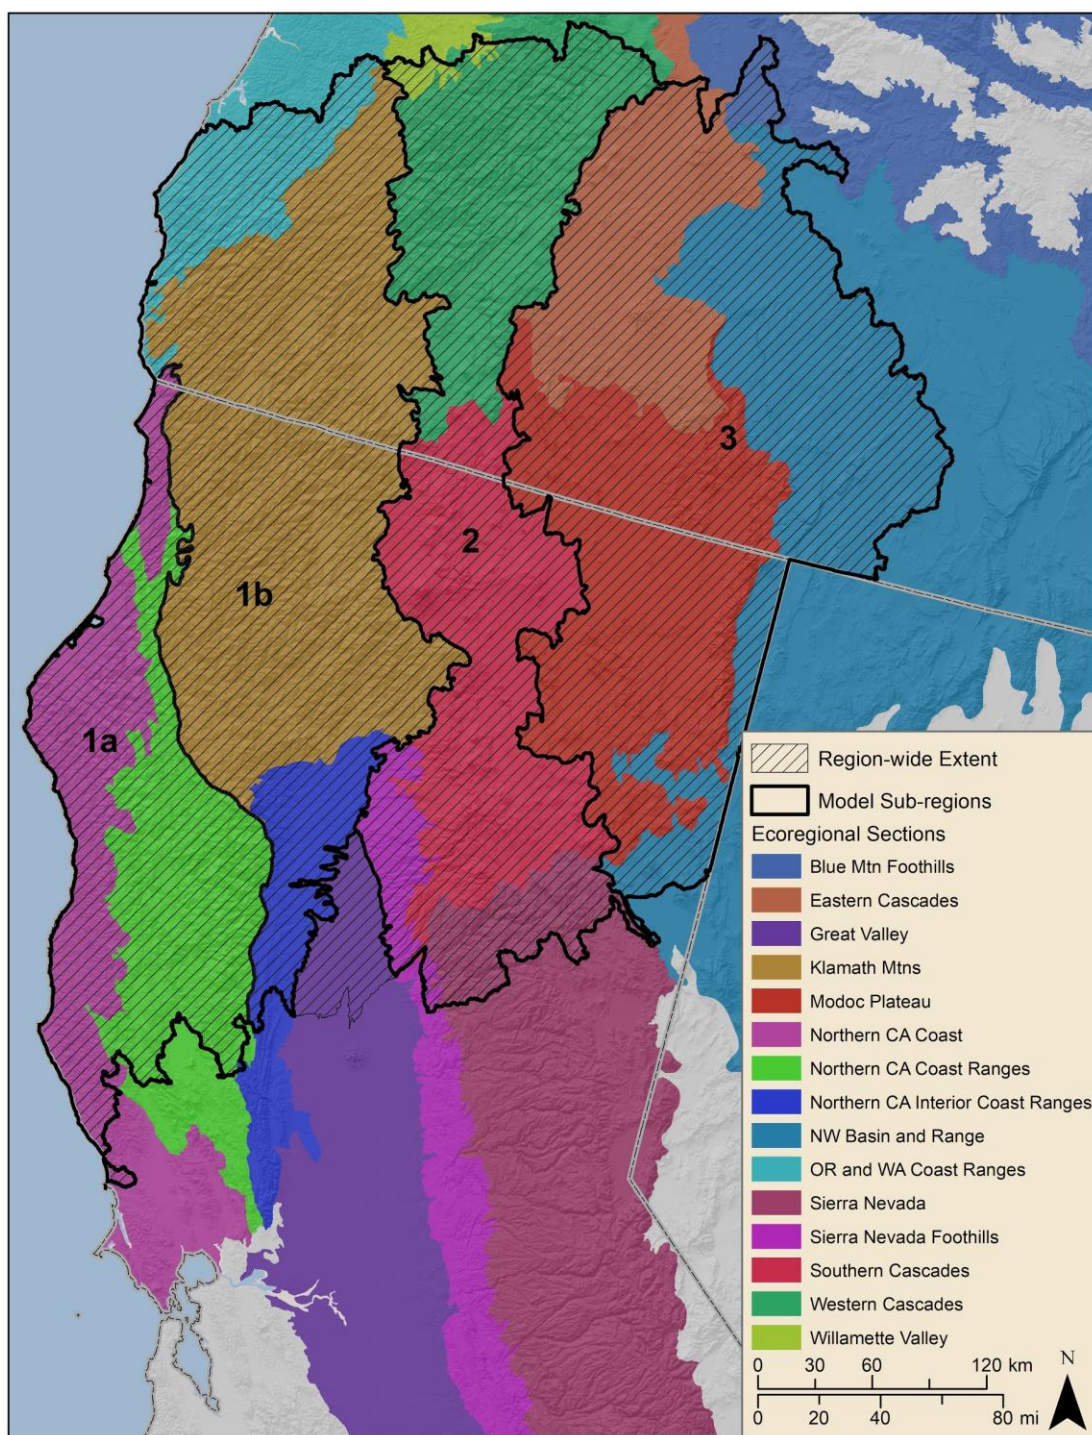 3
2
1b
1a
Region-wide Extent
Model Sub-regions
Ecoregional Sections
Blue Mtn Foothills
Eastern Cascades
Great Valley
Klamath Mtns
Modoc Plateau
Northern CA Coast
Northern CA Coast Ranges
Northern CA Interior Coast Ranges
NW Basin and Range
OR and WA Coast Ranges
Sierra Nevada
Sierra Nevada Foothills
Southern Cascades
Western Cascades
Willamette Valley
0 30 60 120 km
0 20 40 80 mi
N